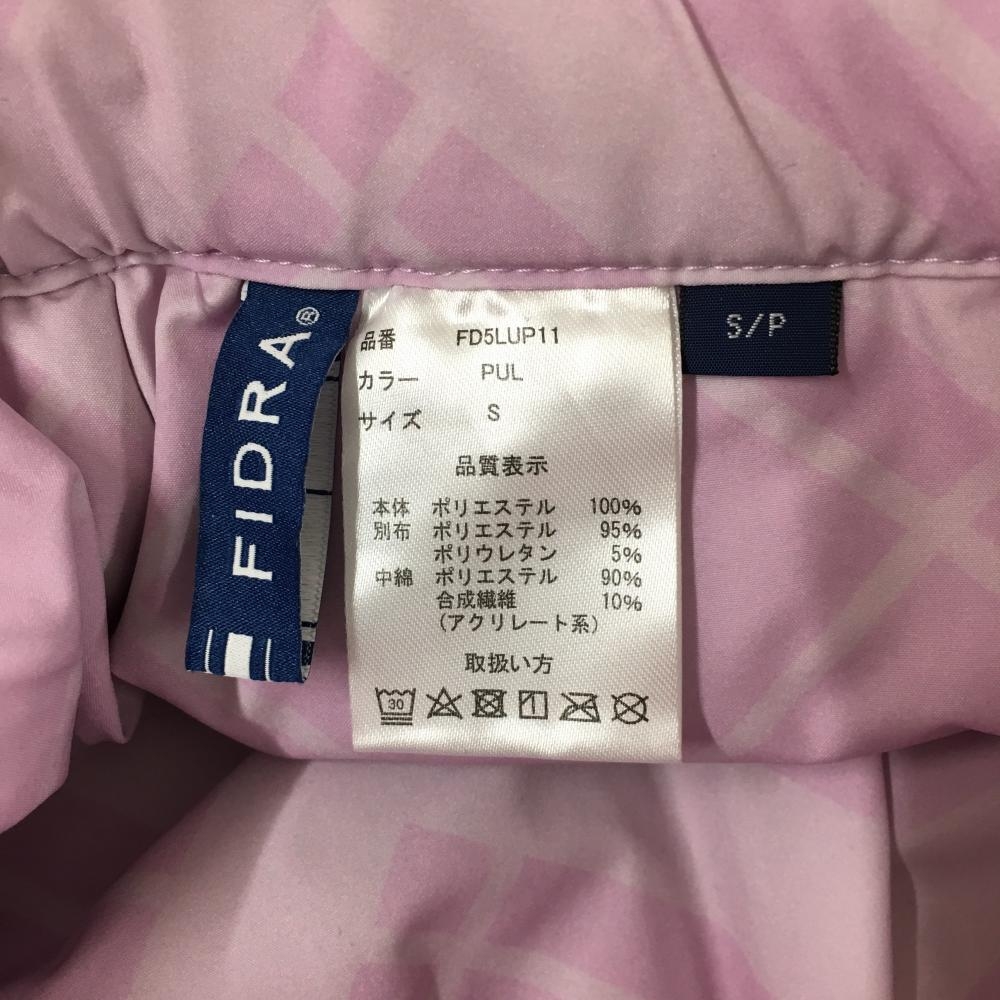 FIDRA®
品番 FD5LUP11
カラー PUL
サイズ S
品質表示
本体 ポリエステル 100%
別布 ポリエステル 95%
ポリウレタン 5%
中綿 ポリエステル 90%
合成繊維 10%
(アクリレート系)
取扱い方
30
S/P